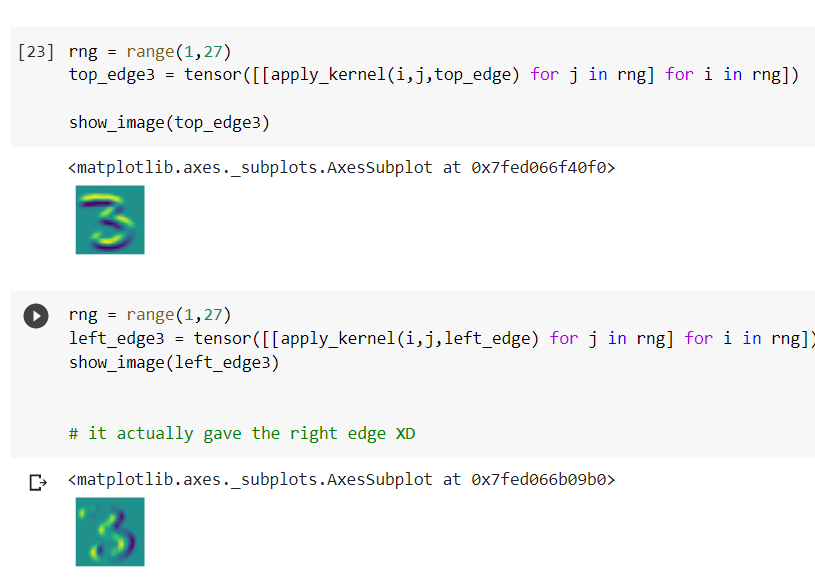 [23] rng = range(1,27)
top_edge3 = tensor([[apply_kernel(i,j,top_edge) for j in rng] for i in rng])
show_image(top_edge3)
<matplotlib.axes._subplots.AxesSubplot at 0x7fed066f40f0>
rng = range(1,27)
left_edge3 = tensor([[apply_kernel(i,j,left_edge) for j in rng] for i in rng])
show_image(left_edge3)
# it actually gave the right edge XD
<matplotlib.axes._subplots.AxesSubplot at 0x7fed066b09b0>